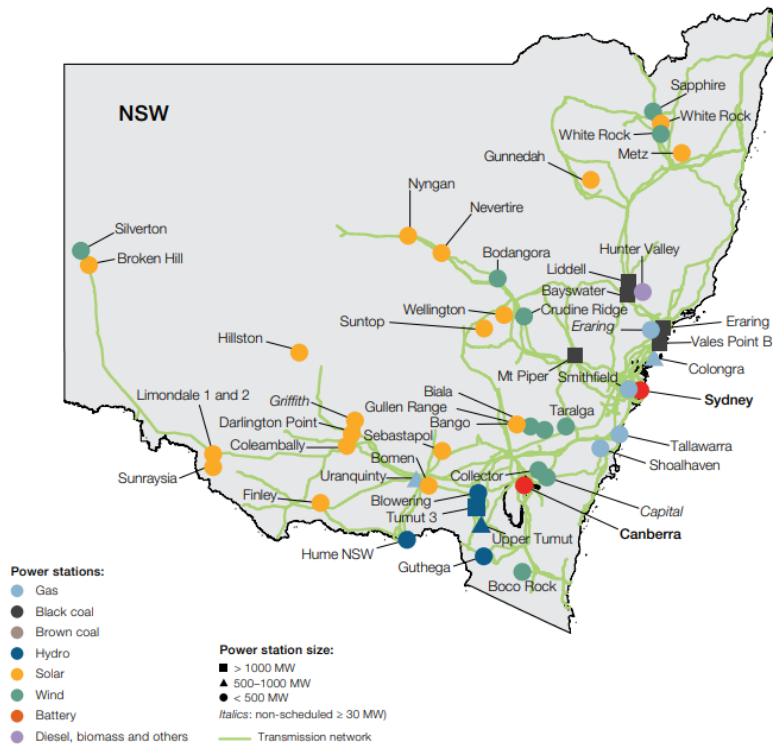 NSW
Sapphire
White Rock
White Rock
Metz
Gunnedah
Nyngan
Nevertire
Silverton
Broken Hill
Bodangora
Hunter Valley
Liddell
Bayswater
Wellington
Crudine Ridge
Suntop
Eraring
Eraring
Vales Point B
Hillston
Mt Piper
Colongra
Smithfield
Limondale 1 and 2
Griffith
Biala
Sydney
Darlington Point
Gullen Range
Taralga
Coleambally
Bango
Sebastapol
Tallawarra
Bomen
Shoalhaven
Sunraysia
Uranquinty
Collector
Finley
Blowering
Capital
Tumut 3
Canberra
Hume NSW
Upper Tumut
Guthega
Boco Rock
Power stations:
Gas
Black coal
Brown coal
Hydro
Solar
Wind
Battery
Diesel, biomass and others
Power station size:
> 1000 MW
500–1000 MW
< 500 MW
Italics: non-scheduled ≥ 30 MW)
Transmission network